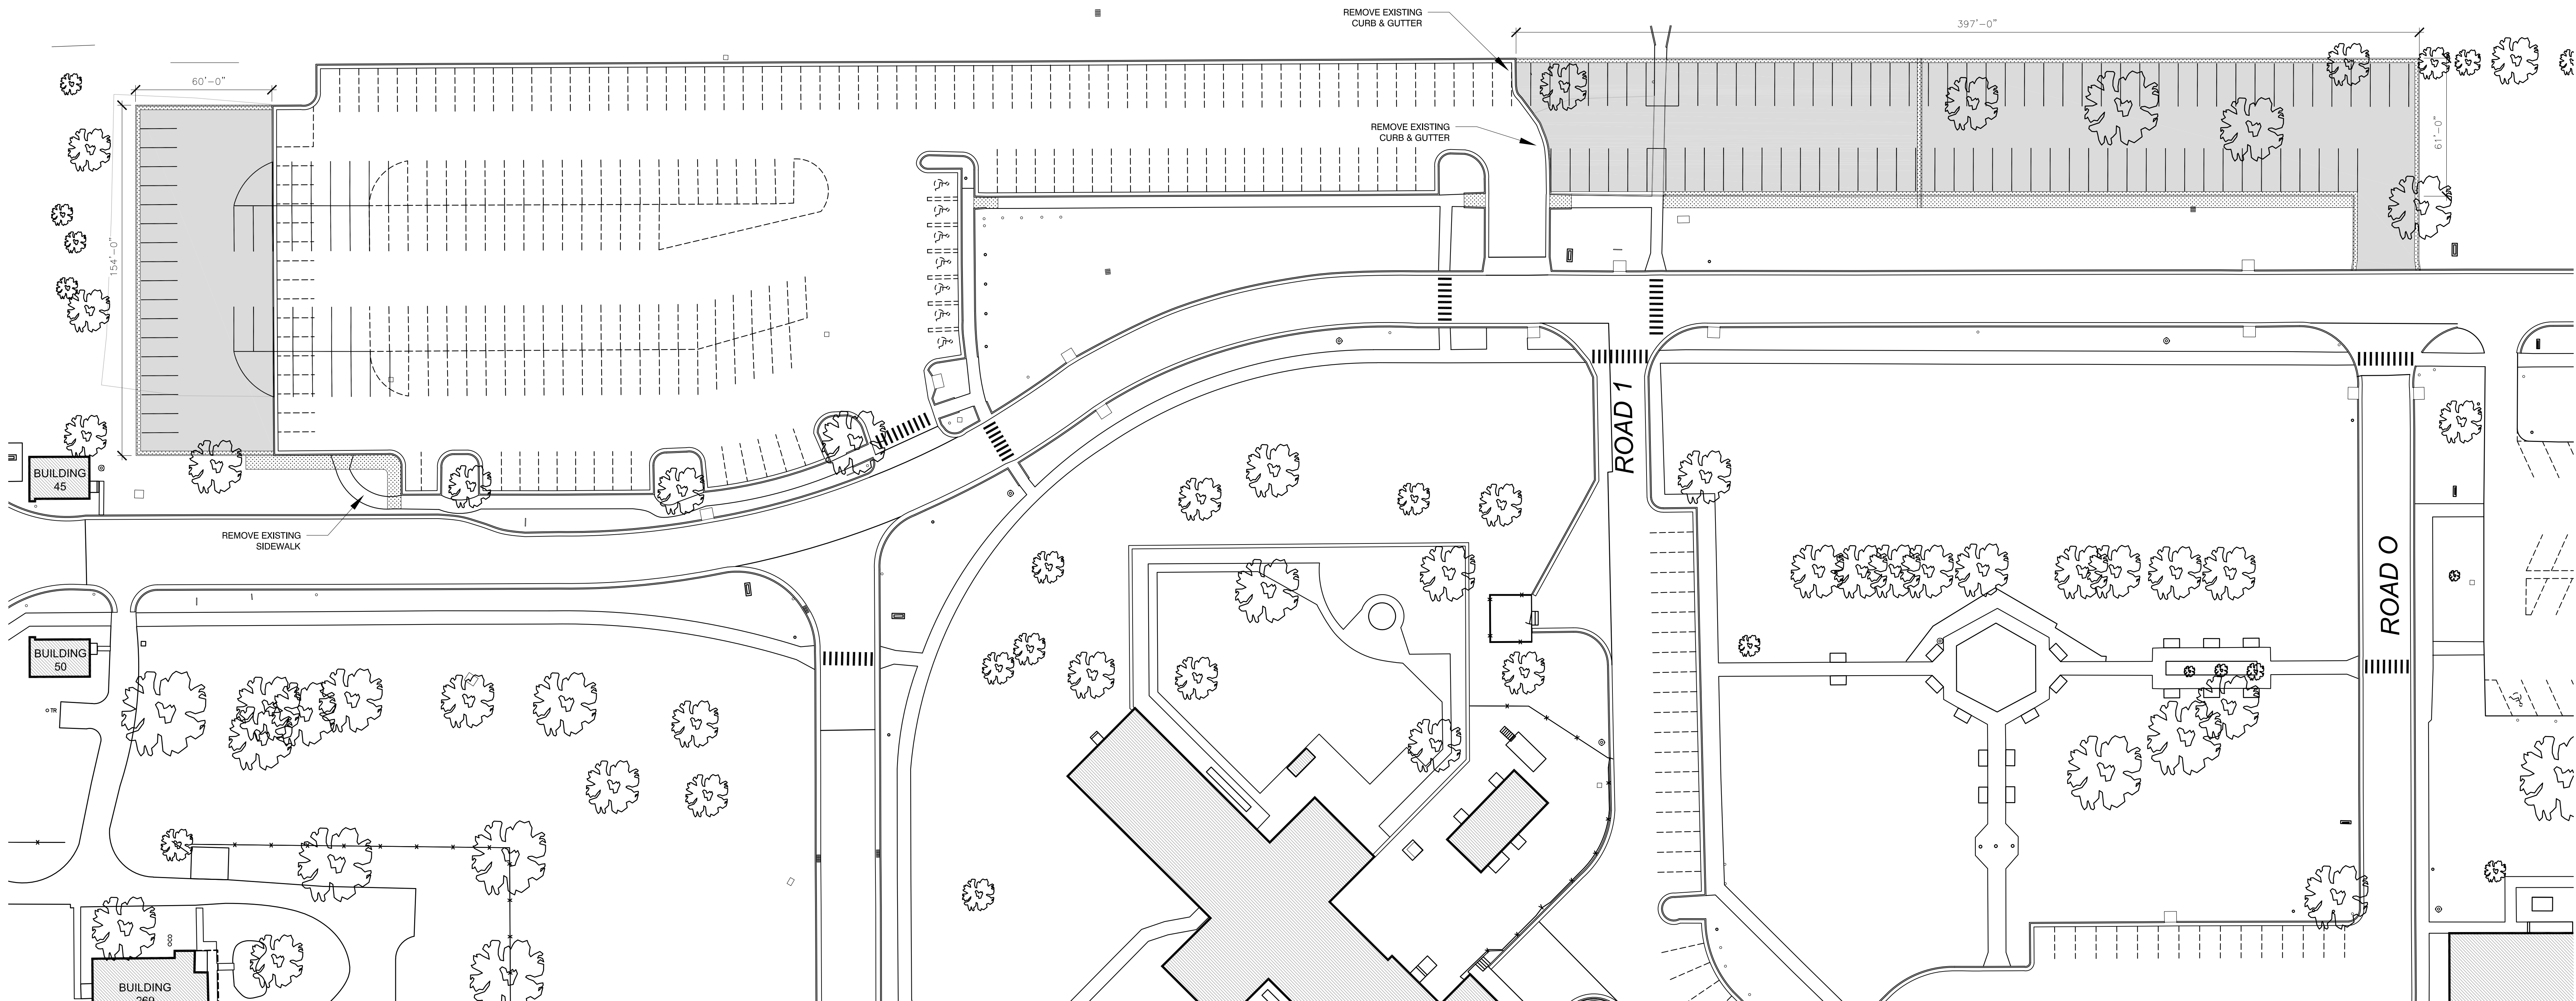 REMOVE EXISTING
CURB & GUTTER
397'-0"
60'-0"
REMOVE EXISTING
CURB & GUTTER
61'-0"
154'-0"
ROAD 1
BUILDING
45
REMOVE EXISTING
SIDEWALK
ROAD O
BUILDING
50
TR
BUILDING